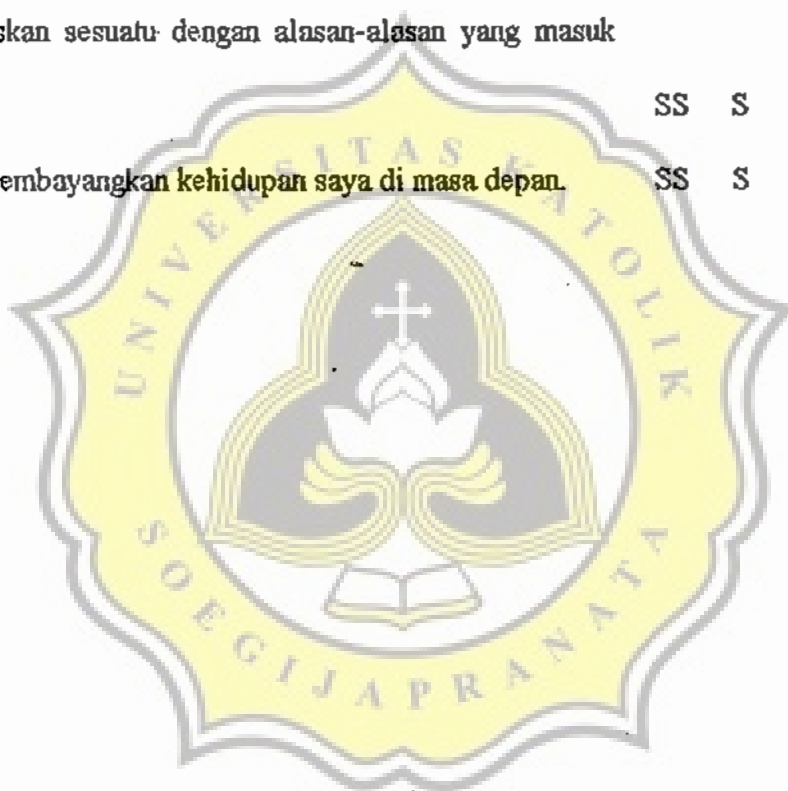 skan sesuatu dengan alasan-alasan yang masuk
SS S
embayangkan kehidupan saya di masa depan. SS S
UNIVERSITAS KATOLIK
SOEGIJAPRANATA